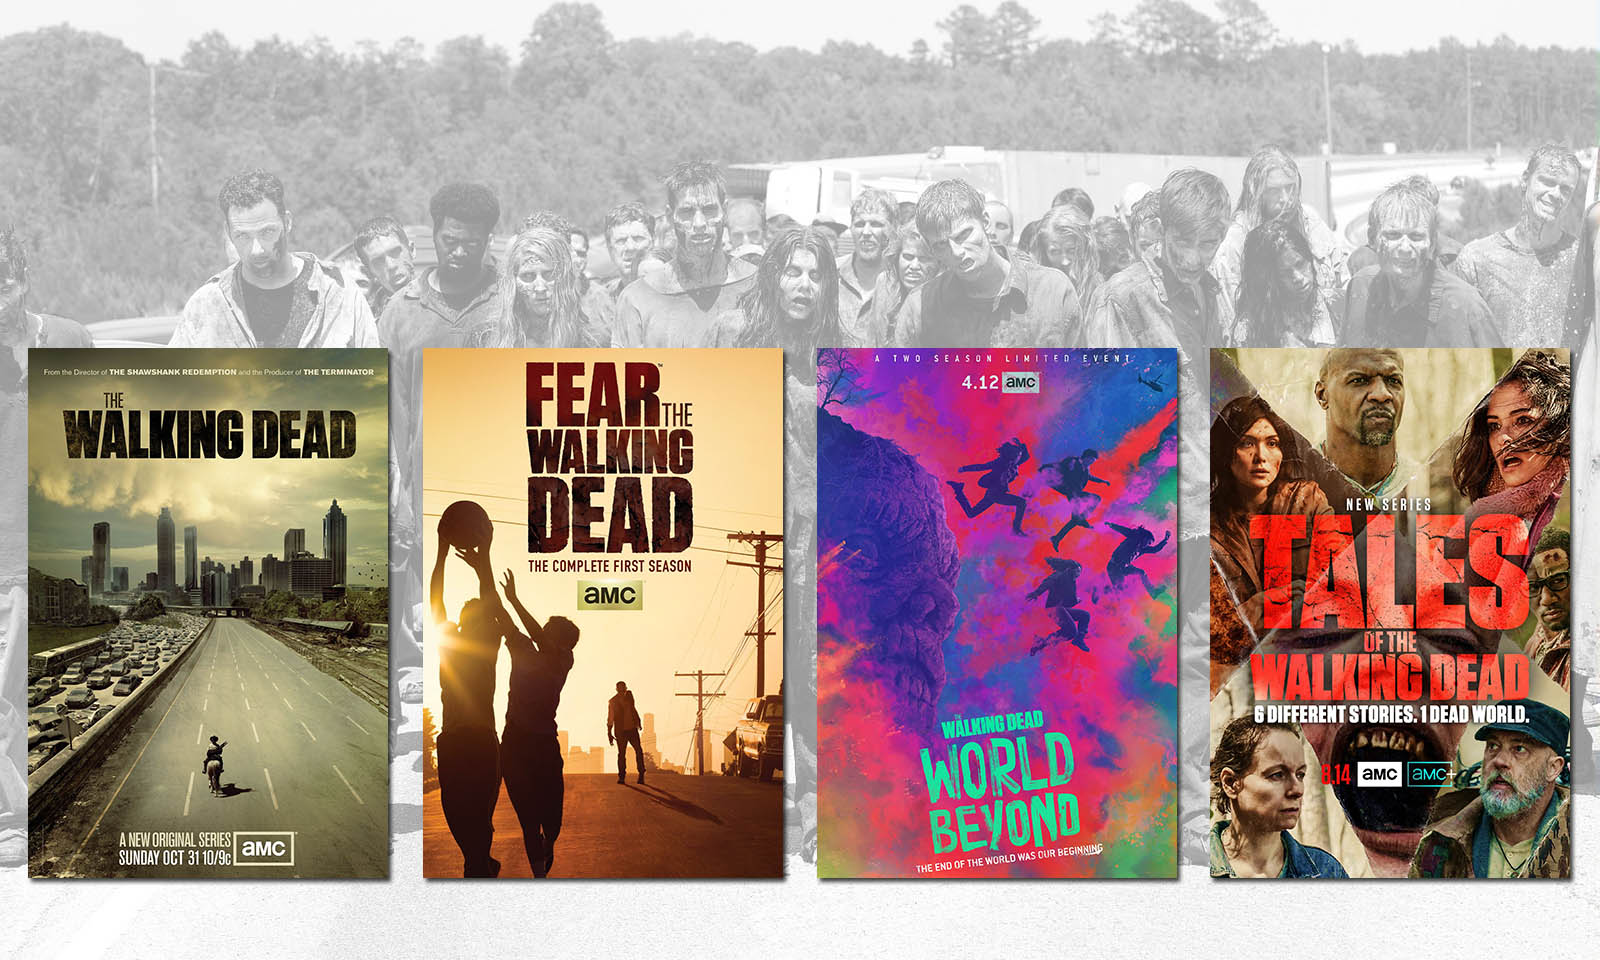 From the Director of THE SHAWSHANK REDEMPTION and the Producer of THE TERMINATOR
THE
WALKING DEAD
A NEW ORIGINAL SERIES
SUNDAY OCT 31 10/9c
aMC
FEAR THE
WALKING
DEAD
THE COMPLETE FIRST SEASON
aMC
A TWO SEASON LIMITED EVENT
4.12 aMC
THE
WALKING DEAD
WORLD
BEYOND
THE END OF THE WORLD WAS OUR BEGINNING
NEW SERIES
TALES
OF THE
WALKING DEAD
6 DIFFERENT STORIES. 1 DEAD WORLD.
8.14 aMC aMC+